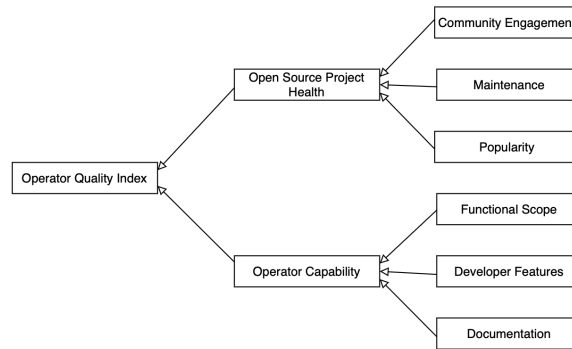 Community Engagemen
Open Source Project
Health
Maintenance
Popularity
Operator Quality Index
Functional Scope
Operator Capability
Developer Features
Documentation